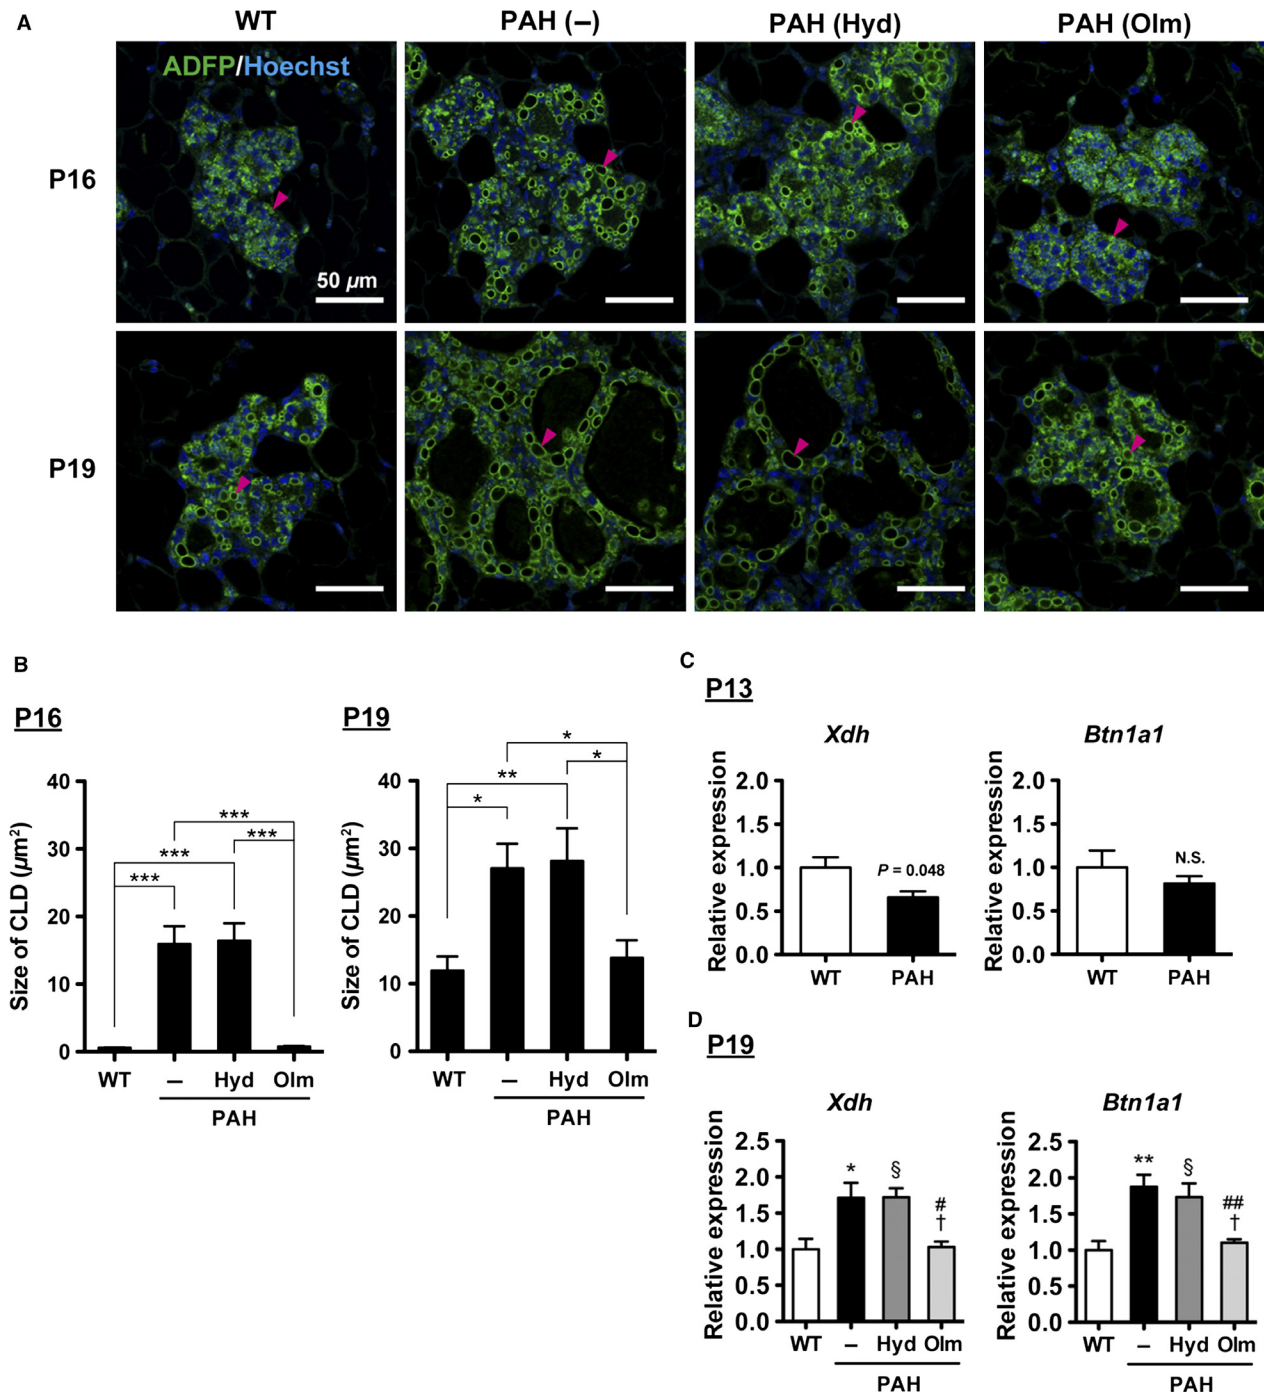 A
WT
PAH (–)
PAH (Hyd)
PAH (Olm)
ADFP/Hoechst
50 µm
P16
P19
B
P16
Size of CLD (µm²)
40
30
20
10
0
***
***
***
***
WT
–
Hyd
Olm
PAH
P19
Size of CLD (µm²)
40
30
20
10
0
*
*
**
*
WT
–
Hyd
Olm
PAH
C
P13
Xdh
Relative expression
2.0
1.5
1.0
0.5
0.0
P = 0.048
WT
PAH
Btn1a1
Relative expression
2.0
1.5
1.0
0.5
0.0
N.S.
WT
PAH
D
P19
Xdh
Relative expression
2.5
2.0
1.5
1.0
0.5
0.0
*
§
#
†
WT
–
Hyd
Olm
PAH
Btn1a1
Relative expression
2.5
2.0
1.5
1.0
0.5
0.0
**
§
##
†
WT
–
Hyd
Olm
PAH